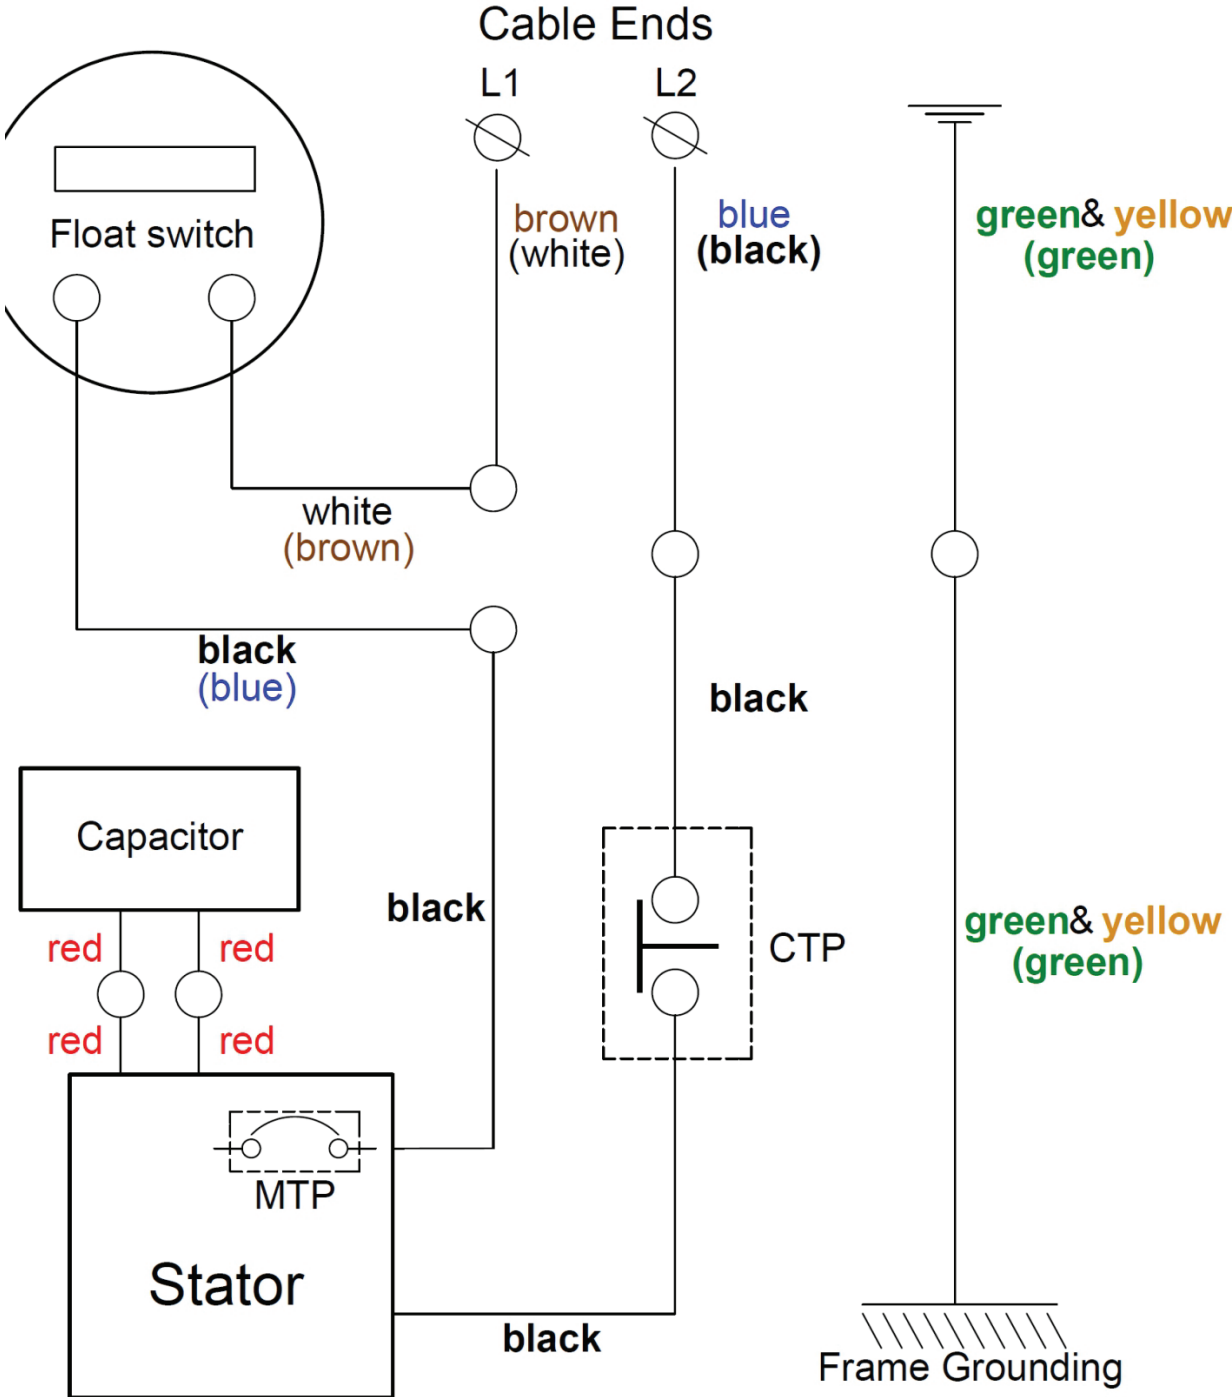 Cable Ends
L1
L2
Float switch
brown
(white)
blue
(black)
green& yellow
(green)
white
(brown)
black
(blue)
black
Capacitor
black
CTP
green& yellow
(green)
red
red
red
red
MTP
Stator
black
Frame Grounding